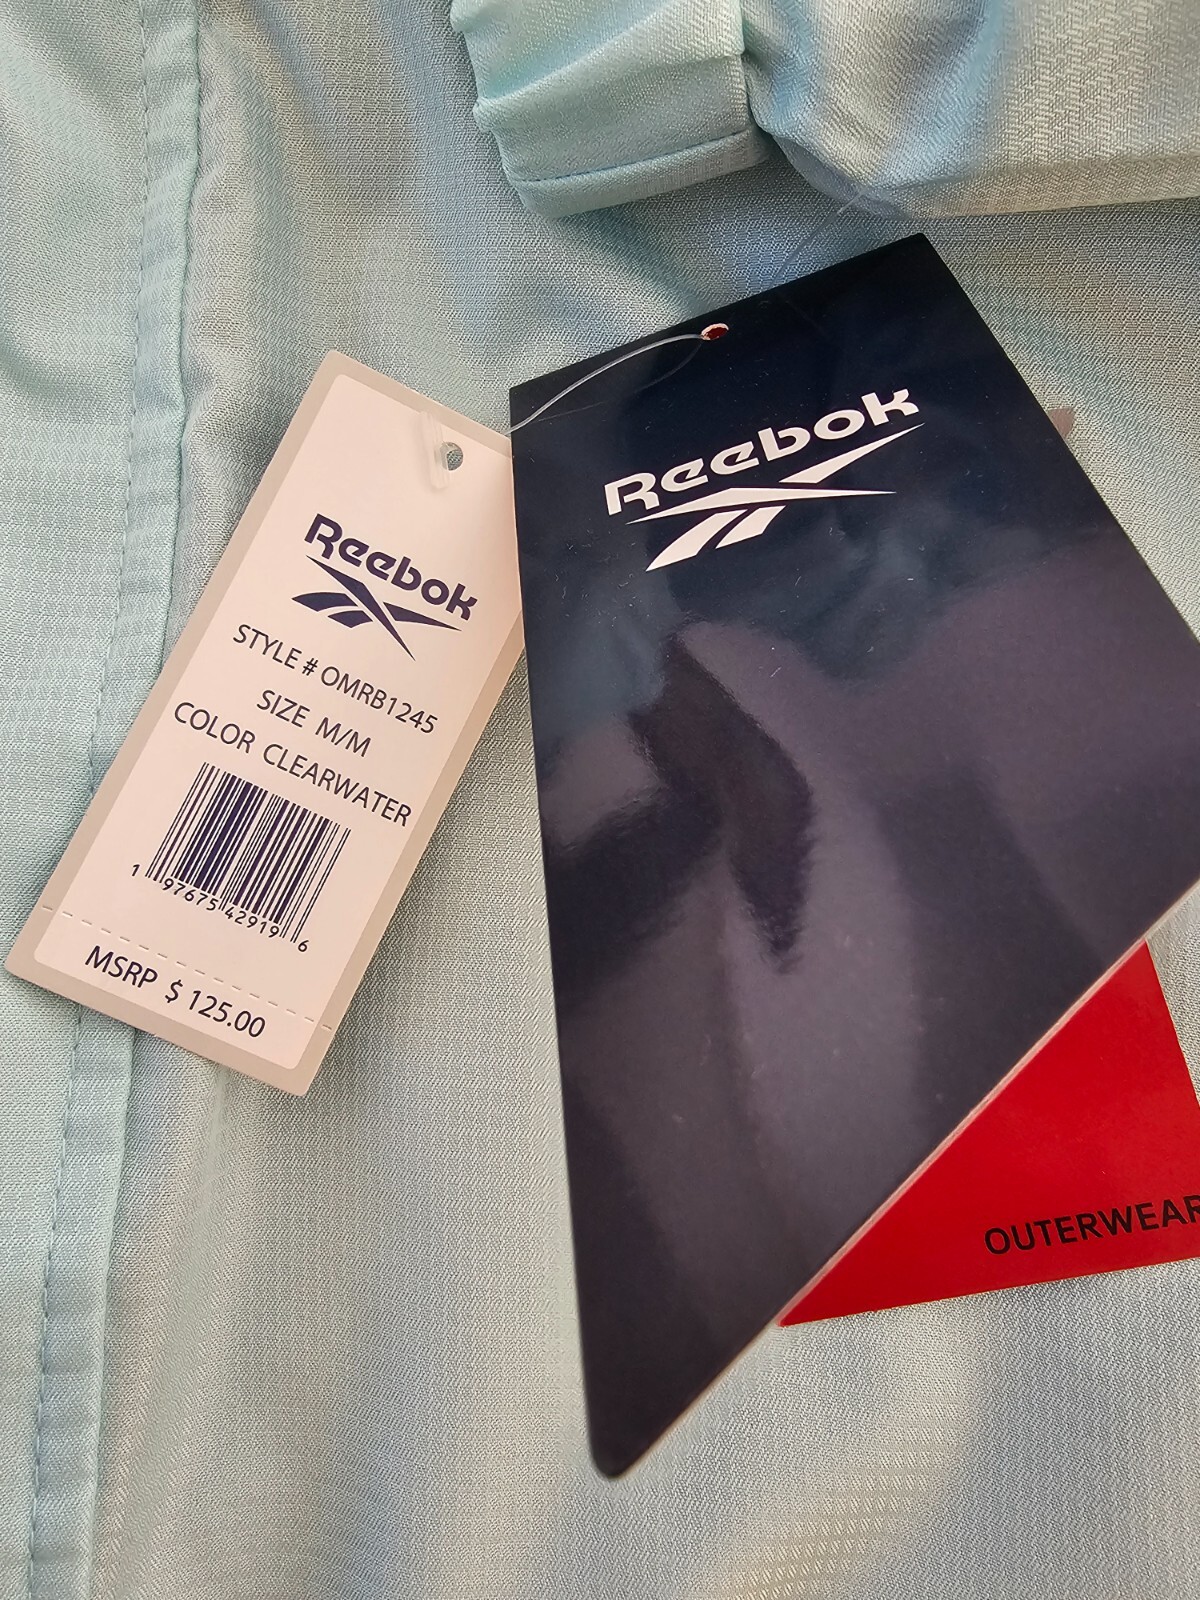 Reebok
STYLE # OMRB1245
SIZE M/M
COLOR CLEARWATER
1 97675 42919 6
MSRP $ 125.00
Reebok
OUTERWEAR